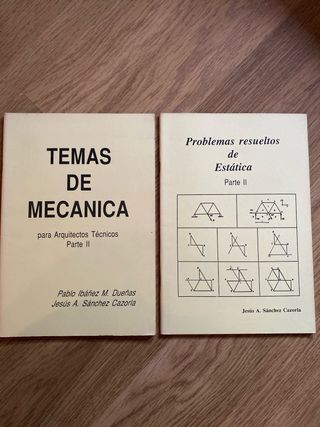 TEMAS
DE
MECANICA
para Arquitectos Técnicos
Parte II
Pablo Ibáñez M. Dueñas
Jesús A. Sánchez Cazorla
Problemas resueltos
de
Estática
Parte II
Jesús A. Sánchez Cazorla